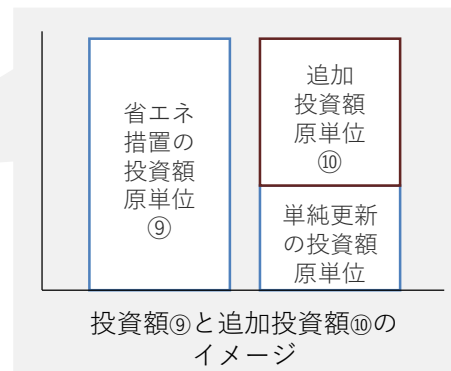 省エネ
措置の
投資額
原単位
⑨
追加
投資額
原単位
⑩
単純更新
の投資額
原単位
投資額⑨と追加投資額⑩の
イメージ